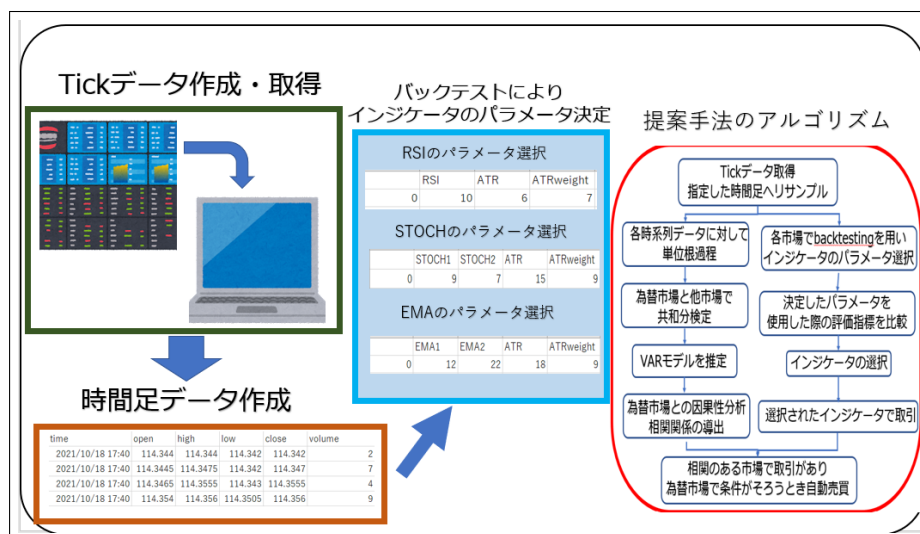 Tickデータ作成・取得
時間足データ作成
time open high low close volume
2021/10/18 17:40 114.344 114.344 114.342 114.342 2
2021/10/18 17:40 114.3445 114.3475 114.342 114.347 7
2021/10/18 17:40 114.3465 114.3555 114.343 114.3555 4
2021/10/18 17:40 114.354 114.356 114.3505 114.356 9
バックテストにより
インジケータのパラメータ決定
RSIのパラメータ選択
RSI ATR ATRweight
0 10 6 7
STOCHのパラメータ選択
STOCH1 STOCH2 ATR ATRweight
0 9 7 15 9
EMAのパラメータ選択
EMA1 EMA2 ATR ATRweight
0 12 22 18 9
提案手法のアルゴリズム
Tickデータ取得
指定した時間足へリサンプル
各時系列データに対して
単位根過程
為替市場と他市場で
共和分検定
VARモデルを推定
為替市場との因果性分析
相関関係の導出
各市場でbacktestingを用い
インジケータのパラメータ選択
決定したパラメータを
使用した際の評価指標を比較
インジケータの選択
選択されたインジケータで取引
相関のある市場で取引があり
為替市場で条件がそろうとき自動売買